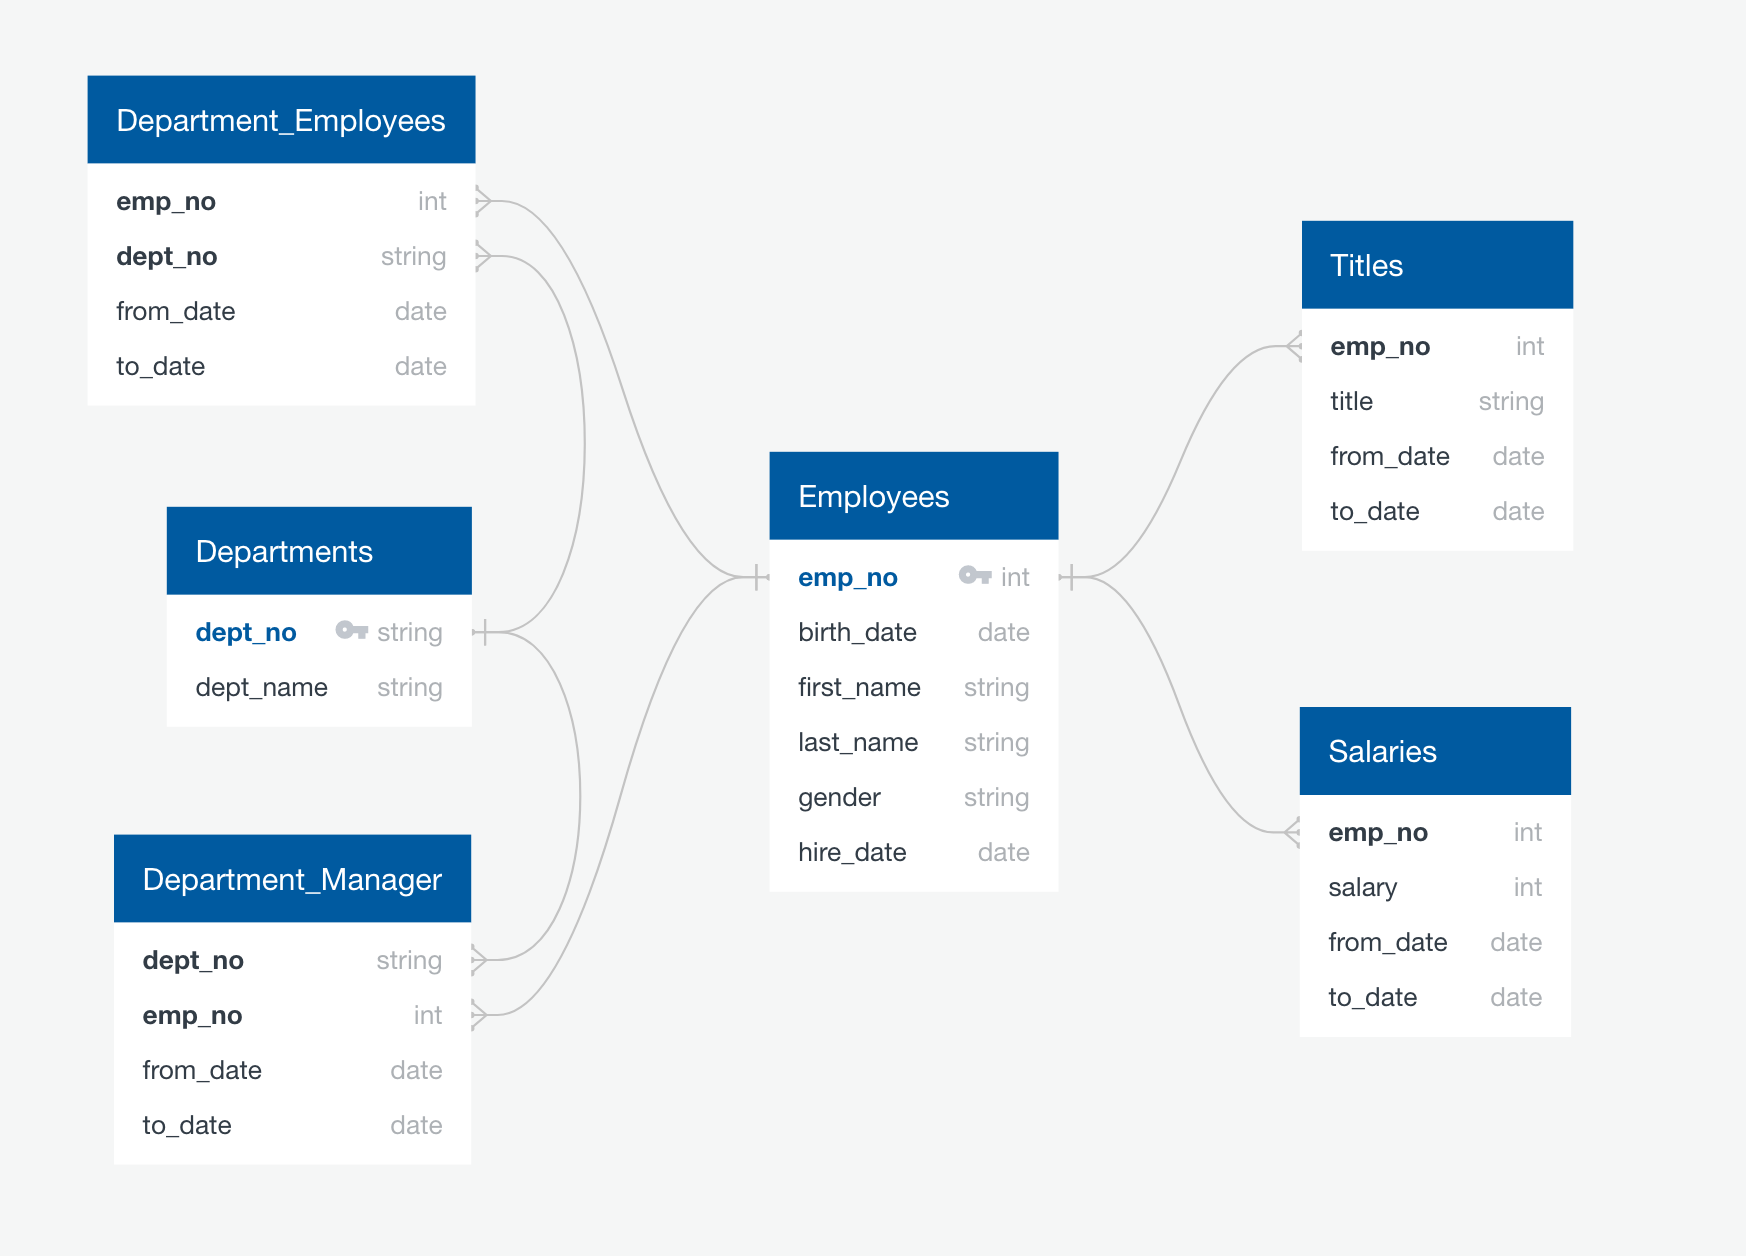 Department_Employees
emp_no int
dept_no string
from_date date
to_date date
Departments
dept_no string
dept_name string
Department_Manager
dept_no string
emp_no int
from_date date
to_date date
Employees
emp_no int
birth_date date
first_name string
last_name string
gender string
hire_date date
Titles
emp_no int
title string
from_date date
to_date date
Salaries
emp_no int
salary int
from_date date
to_date date